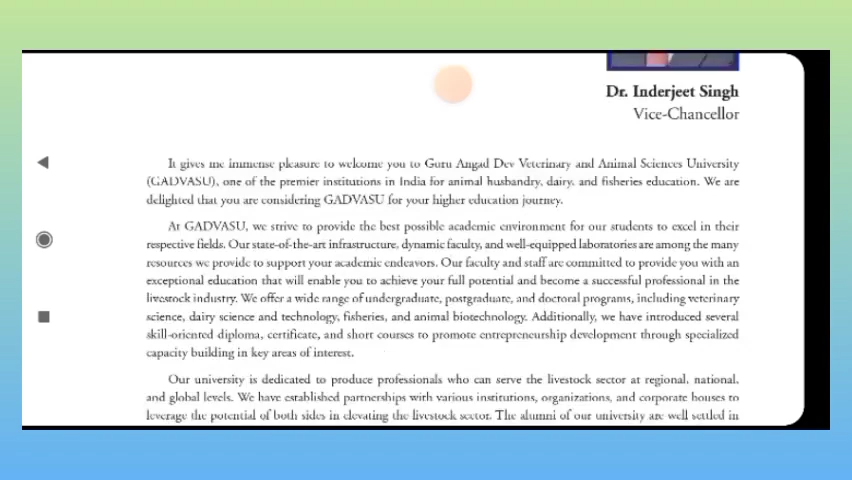 Dr. Inderjeet Singh
Vice-Chancellor
It gives me immense pleasure to welcome you to Guru Angad Dev Veterinary and Animal Sciences University
(GADVASU), one of the premier institutions in India for animal husbandry, dairy, and fisheries education. We are
delighted that you are considering GADVASU for your higher education journey.
At GADVASU, we strive to provide the best possible academic environment for our students to excel in their
respective fields. Our state-of-the-art infrastructure, dynamic faculty, and well-equipped laboratories are among the many
resources we provide to support your academic endeavors. Our faculty and staff are committed to provide you with an
exceptional education that will enable you to achieve your full potential and become a successful professional in the
livestock industry. We offer a wide range of undergraduate, postgraduate, and doctoral programs, including veterinary
science, dairy science and technology, fisheries, and animal biotechnology. Additionally, we have introduced several
skill-oriented diploma, certificate, and short courses to promote entrepreneurship development through specialized
capacity building in key areas of interest.
Our university is dedicated to produce professionals who can serve the livestock sector at regional, national,
and global levels. We have established partnerships with various institutions, organizations, and corporate houses to
leverage the potential of both sides in elevating the livestock sector. The alumni of our university are well settled in